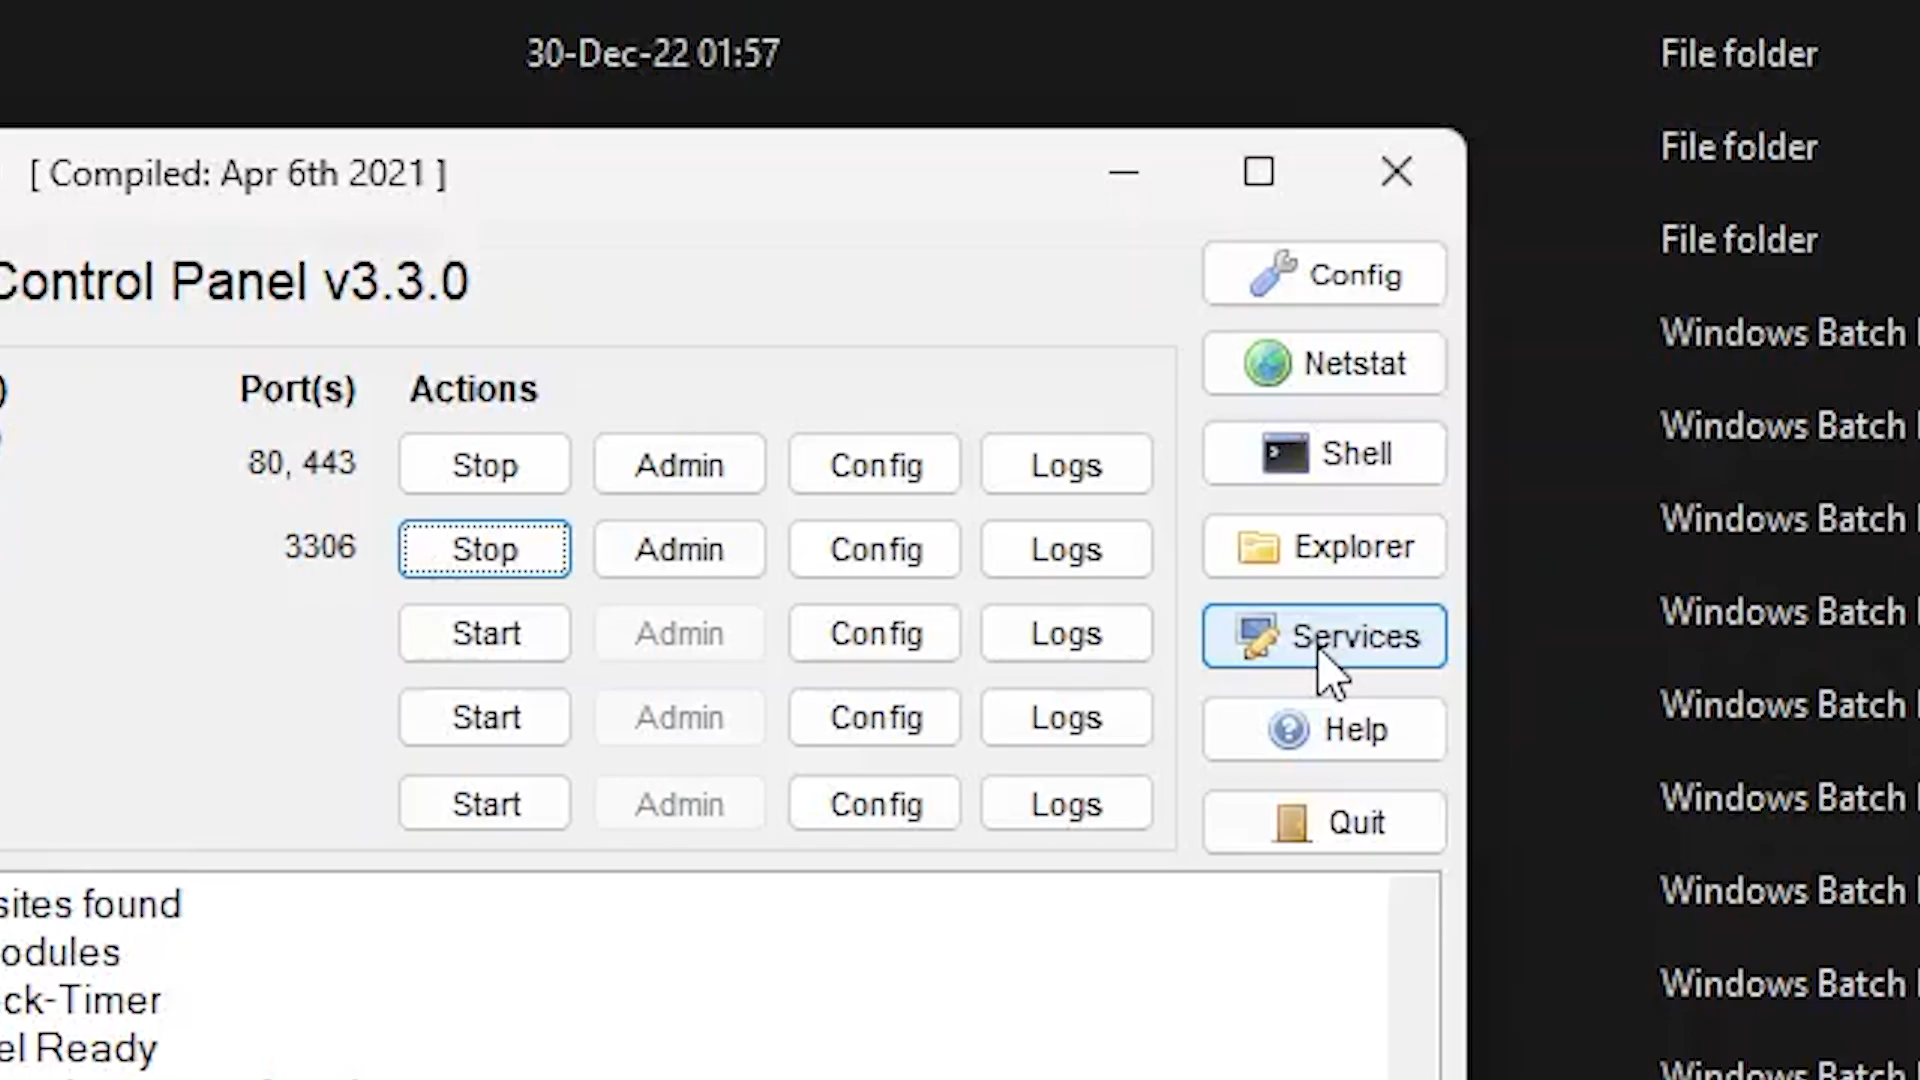 30-Dec-22 01:57 File folder
File folder
[ Compiled: Apr 6th 2021 ]
File folder
Config
Control Panel v3.3.0
Windows Batch
Netstat
Port(s) Actions
Windows Batch
80, 443 Stop Admin Config Logs
Shell
Windows Batch
3306 Stop Admin Config Logs
Explorer
Windows Batch
Start Admin Config Logs
Services
Windows Batch
Start Admin Config Logs
Help
Windows Batch
Start Admin Config Logs
Quit
Windows Batch
sites found
odules
Windows Batch
ck-Timer
el Ready
Windows Batch